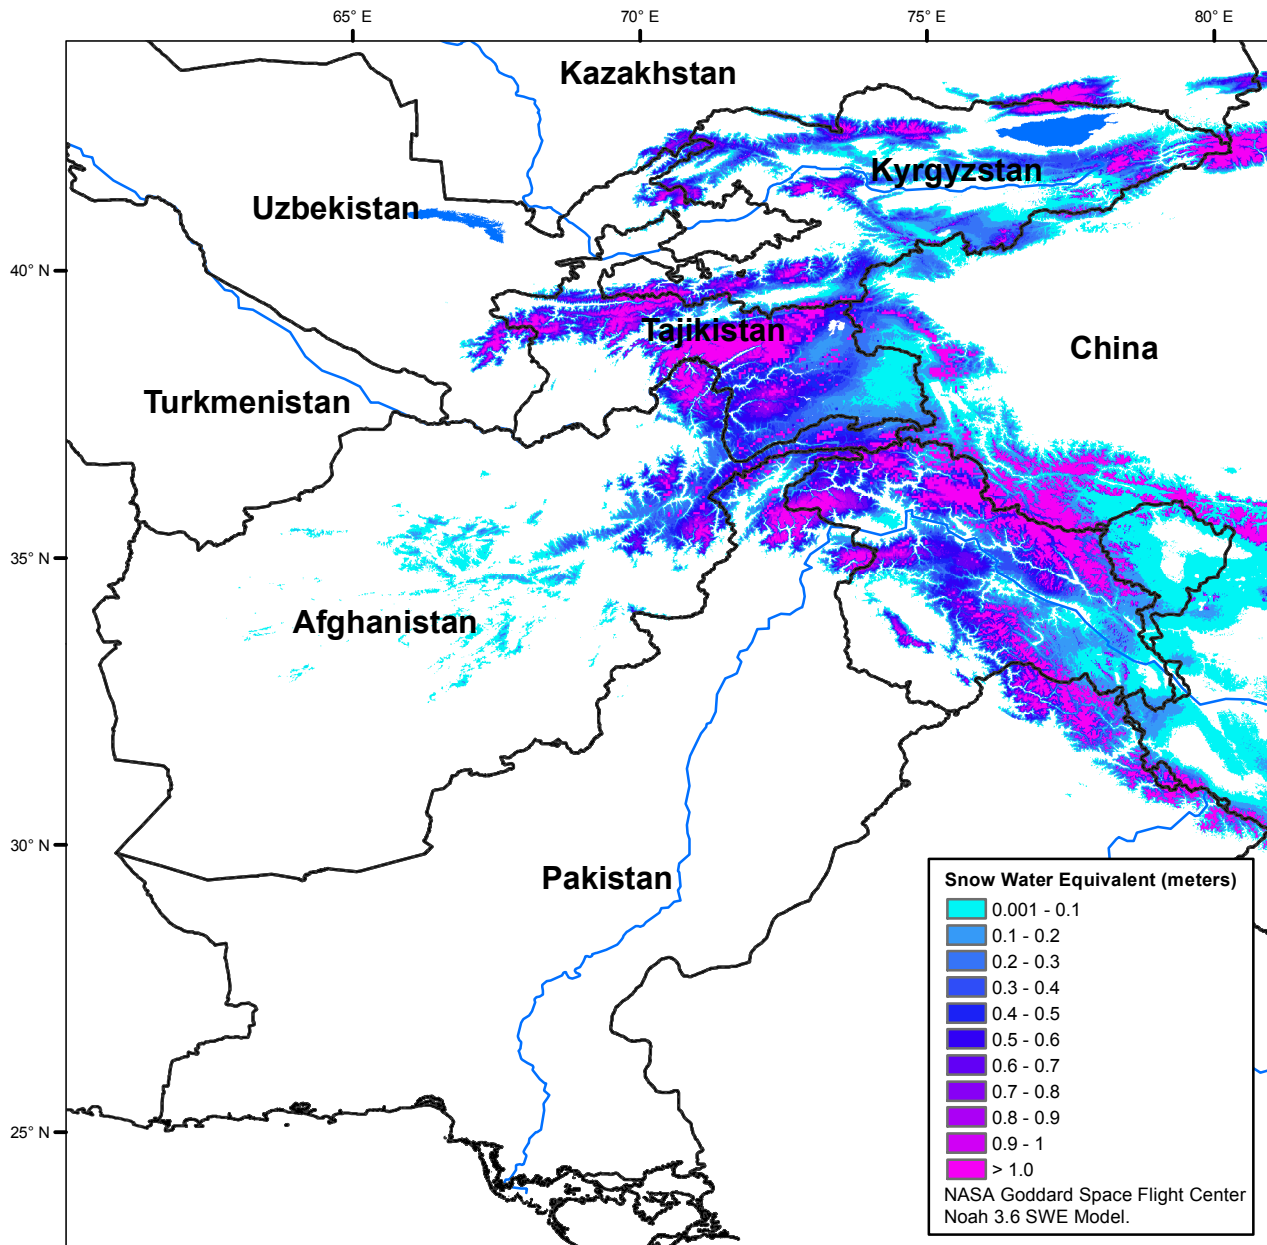 65° E
70° E
75° E
80° E
Kazakhstan
Kyrgyzstan
Uzbekistan
40° N
Tajikistan
China
Turkmenistan
35° N
Afghanistan
30° N
Pakistan
25° N
Snow Water Equivalent (meters)
0.001 - 0.1
0.1 - 0.2
0.2 - 0.3
0.3 - 0.4
0.4 - 0.5
0.5 - 0.6
0.6 - 0.7
0.7 - 0.8
0.8 - 0.9
0.9 - 1
> 1.0
NASA Goddard Space Flight Center
Noah 3.6 SWE Model.